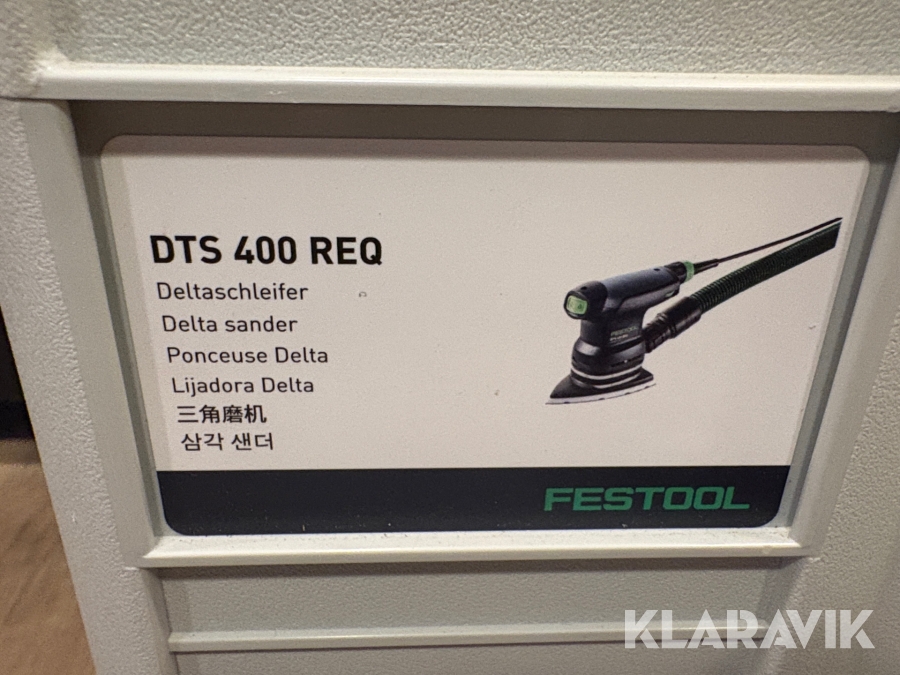 DTS 400 REQ
Deltaschleifer
Delta sander
Ponceuse Delta
Lijadora Delta
三角磨机
삼각 샌더
FESTOOL
FESTOOL
KLARAVIK